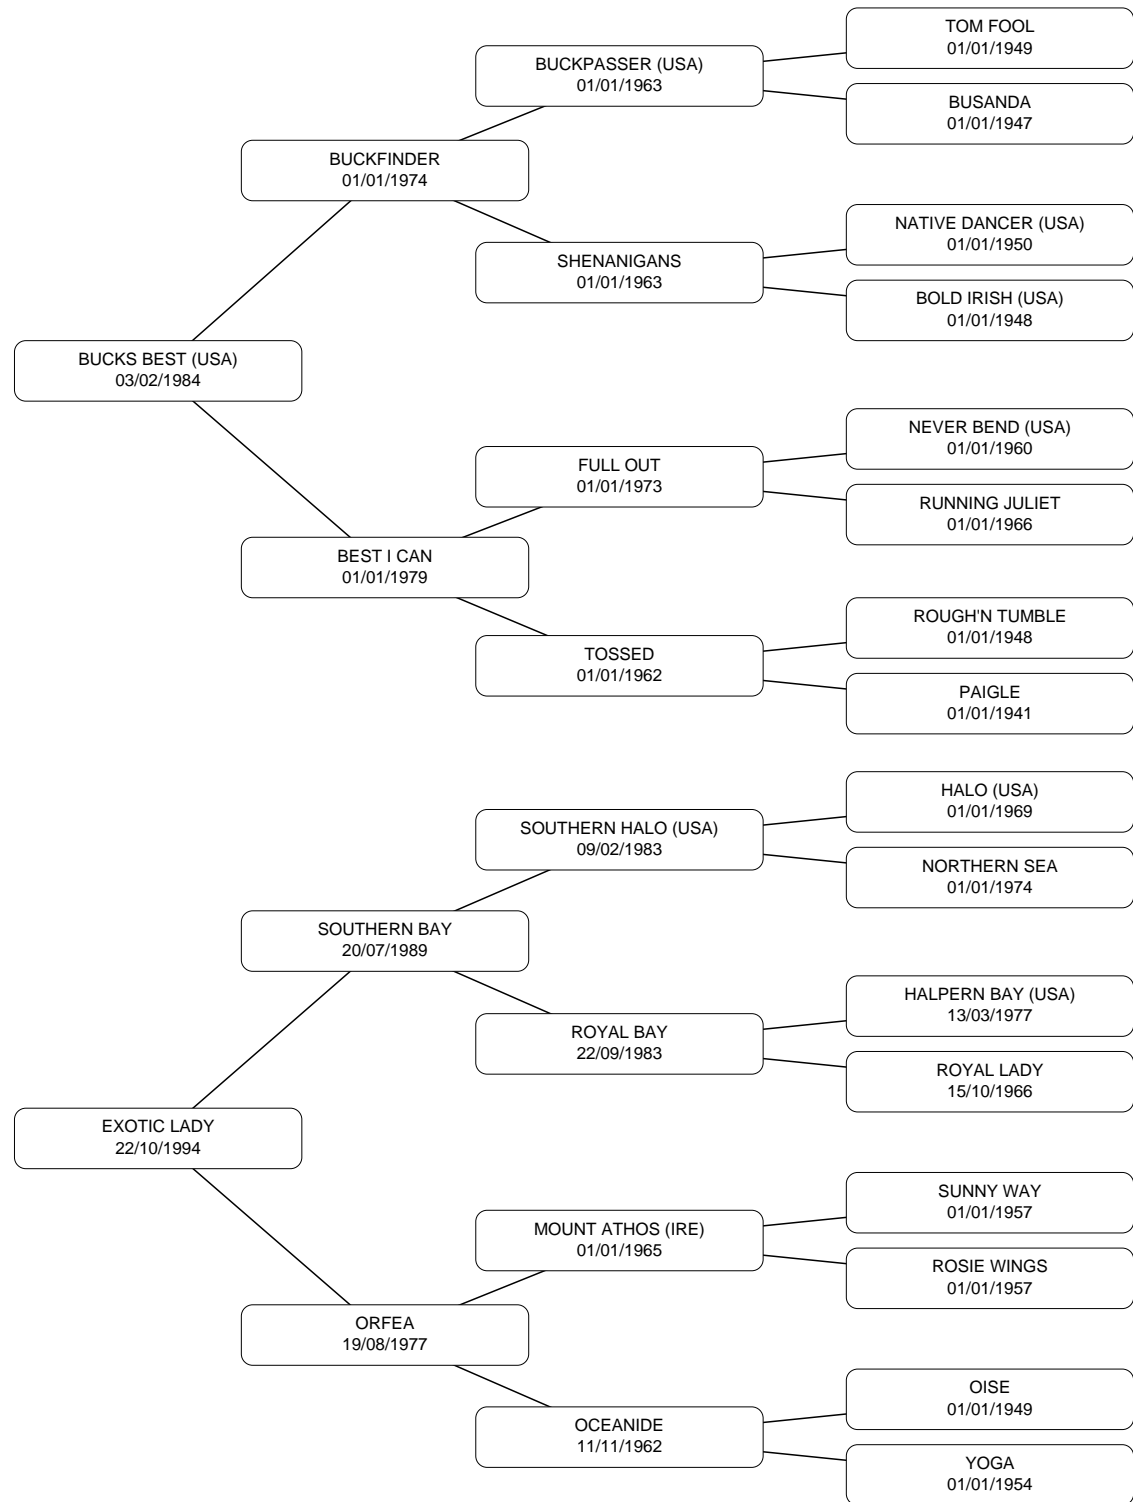 TOM FOOL
01/01/1949
BUCKPASSER (USA)
01/01/1963
BUSANDA
01/01/1947
BUCKFINDER
01/01/1974
NATIVE DANCER (USA)
01/01/1950
SHENANIGANS
01/01/1963
BOLD IRISH (USA)
01/01/1948
BUCKS BEST (USA)
03/02/1984
NEVER BEND (USA)
01/01/1960
FULL OUT
01/01/1973
RUNNING JULIET
01/01/1966
BEST I CAN
01/01/1979
ROUGH'N TUMBLE
01/01/1948
TOSSED
01/01/1962
PAIGLE
01/01/1941
HALO (USA)
01/01/1969
SOUTHERN HALO (USA)
09/02/1983
NORTHERN SEA
01/01/1974
SOUTHERN BAY
20/07/1989
HALPERN BAY (USA)
13/03/1977
ROYAL BAY
22/09/1983
ROYAL LADY
15/10/1966
EXOTIC LADY
22/10/1994
SUNNY WAY
01/01/1957
MOUNT ATHOS (IRE)
01/01/1965
ROSIE WINGS
01/01/1957
ORFEA
19/08/1977
OISE
01/01/1949
OCEANIDE
11/11/1962
YOGA
01/01/1954